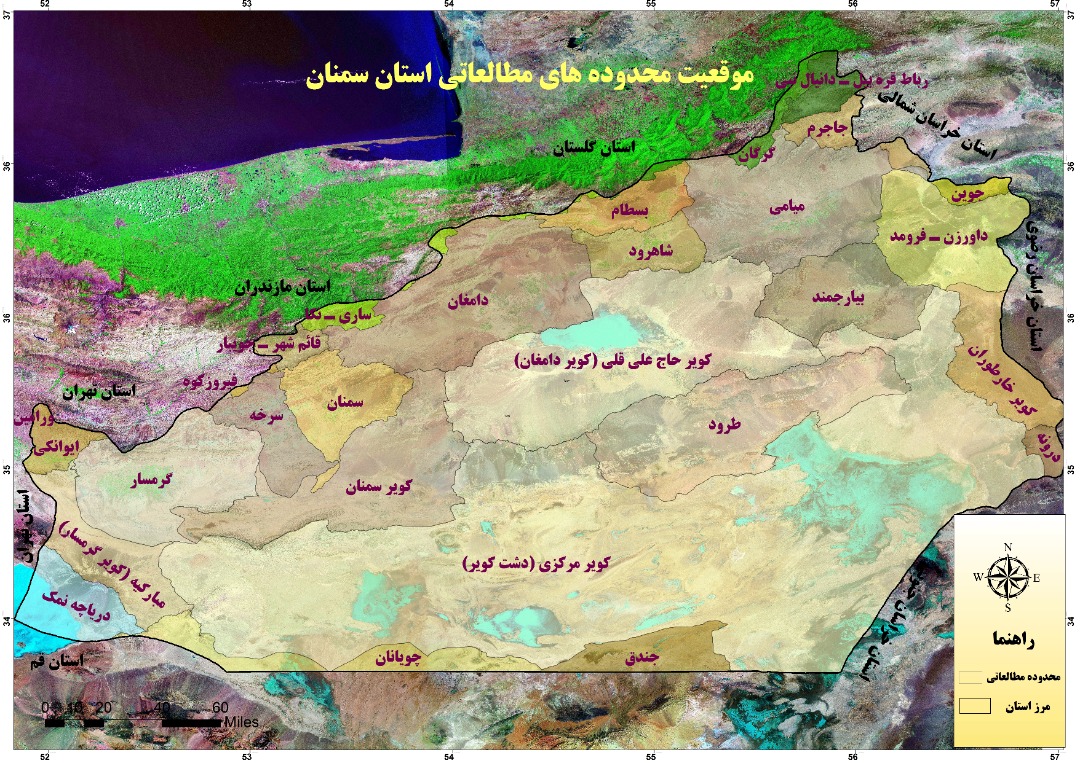 52 53 54 55 56 57
موقعیت محدوده های مطالعاتی استان سمنان
رباط قره بیل – دانیال
استان خراسان شمالی
جاجرم
استان گلستان
گرگان
37
37
36
36
جوین
بسطام
میامی
داورزن – فرومد
شاهرود
استان خراسان رضوی
استان مازندران
دامغان
بیارجمند
ساری – نکا
36
36
قائم شهر – جویبار
کویر حاج علی قلی (کویر دامغان)
کویر خارطوران
فیروزکوه
استان تهران
سمنان
سرخه
طرود
ورامین
ایوانکی
درونه
35
35
گرمسار
کویر سمنان
استان تهران
مبارکیه (کویر گرمسار)
کویر مرکزی (دشت کویر)
دریاچه نمک
34
34
استان قم
چوپانان
جندق
استان
N
W E
S
راهنما
محدوده مطالعاتی
مرز استان
0 5 10 20 40 60
Miles
52 53 54 55 56 57